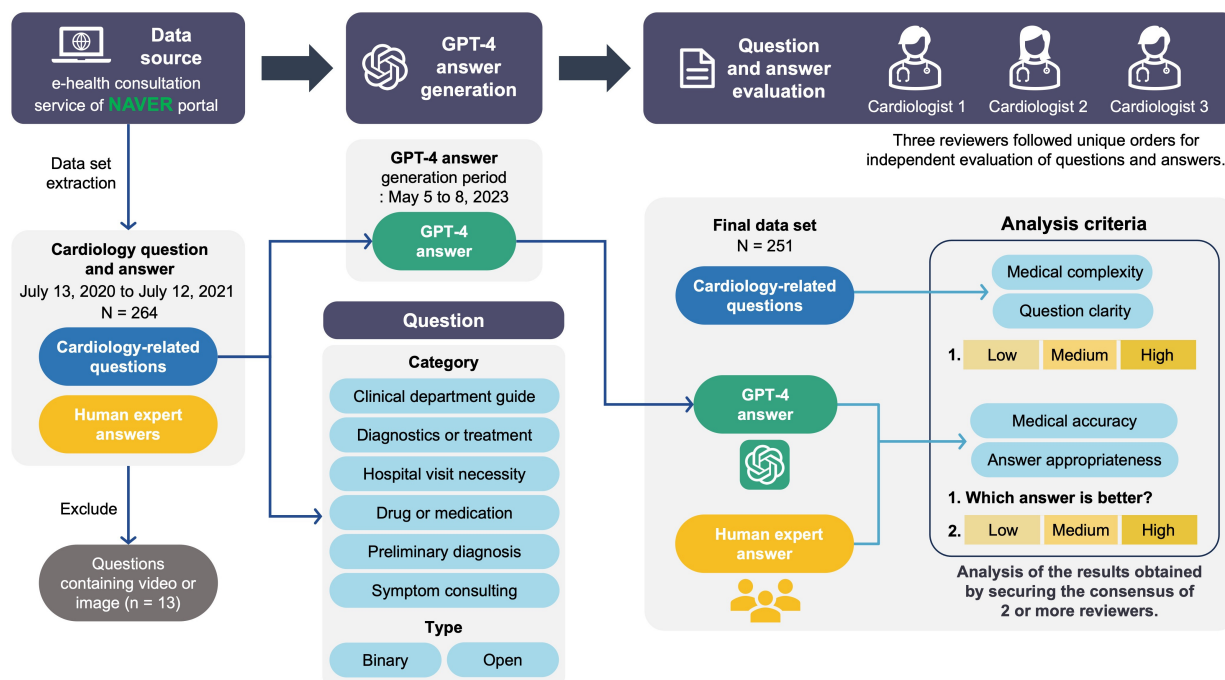 Data
source
e-health consultation
service of NAVER portal
GPT-4
answer
generation
Question
and answer
evaluation
Cardiologist 1
Cardiologist 2
Cardiologist 3
Three reviewers followed unique orders for
independent evaluation of questions and answers.
Data set
extraction
Cardiology question
and answer
July 13, 2020 to July 12, 2021
N = 264
Cardiology-related
questions
Human expert
answers
Exclude
Questions
containing video or
image (n = 13)
GPT-4 answer
generation period
: May 5 to 8, 2023
GPT-4
answer
Question
Category
Clinical department guide
Diagnostics or treatment
Hospital visit necessity
Drug or medication
Preliminary diagnosis
Symptom consulting
Type
Binary
Open
Final data set
N = 251
Cardiology-related
questions
GPT-4
answer
Human expert
answer
Analysis criteria
Medical complexity
Question clarity
1. Low Medium High
Medical accuracy
Answer appropriateness
1. Which answer is better?
2. Low Medium High
Analysis of the results obtained
by securing the consensus of
2 or more reviewers.